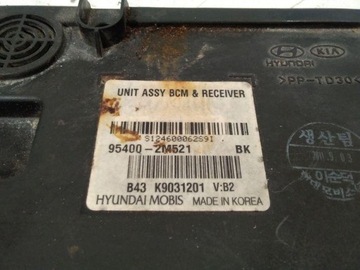 HYUNDAI KIA
UNIT ASSY BCM & RECEIVER
S124600062S9I
95400-2M521 BK
B43 K9031201 V:B2
HYUNDAI MOBIS MADE IN KOREA
생산팀